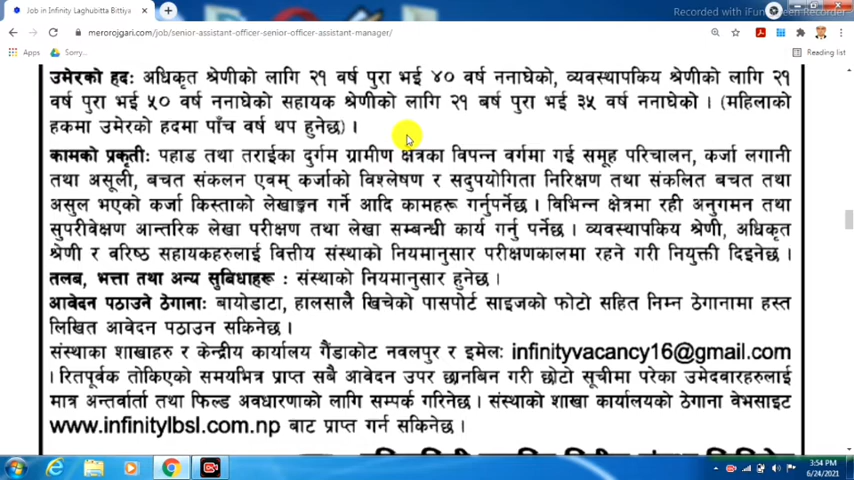 Job in Infinity Laghubitta Bittiya
merorojgari.com/job/senior-assistant-officer-senior-officer-assistant-manager/
Recorded with iFun Screen Recorder
Apps Sorry... Reading list
उमेरको हद: अधिकृत श्रेणीको लागि २१ वर्ष पुरा भई ४० वर्ष ननाघेको, व्यवस्थापकिय श्रेणीको लागि २१
वर्ष पुरा भई ५० वर्ष ननाघेको सहायक श्रेणीको लागि २१ बर्ष पुरा भई ३५ वर्ष ननाघेको । (महिलाको
हकमा उमेरको हदमा पाँच वर्ष थप हुनेछ) ।
कामको प्रकृती: पहाड तथा तराईका दुर्गम ग्रामीण क्षेत्रका विपन्न वर्गमा गई समूह परिचालन, कर्जा लगानी
तथा असूली, बचत संकलन एवम् कर्जाको विश्लेषण र सदुपयोगिता निरिक्षण तथा संकलित बचत तथा
असुल भएको कर्जा किस्ताको लेखाङ्कन गर्ने आदि कामहरू गर्नुपर्नेछ । विभिन्न क्षेत्रमा रही अनुगमन तथा
सुपरीवेक्षण आन्तरिक लेखा परीक्षण तथा लेखा सम्बन्धी कार्य गर्नु पर्नेछ । व्यवस्थापकिय श्रेणी, अधिकृत
श्रेणी र वरिष्ठ सहायकहरुलाई वित्तीय संस्थाको नियमानुसार परीक्षणकालमा रहने गरी नियुक्ती दिइनेछ ।
तलब, भत्ता तथा अन्य सुबिधाहरू : संस्थाको नियमानुसार हुनेछ ।
आवेदन पठाउने ठेगाना: बायोडाटा, हालसालै खिचेको पासपोर्ट साइजको फोटो सहित निम्न ठेगानामा हस्त
लिखित आवेदन पठाउन सकिनेछ ।
संस्थाका शाखाहरु र केन्द्रीय कार्यालय गैंडाकोट नवलपुर र इमेल: infinityvacancy16@gmail.com
। रितपूर्वक तोकिएको समयभित्र प्राप्त सबै आवेदन उपर छानबिन गरी छोटो सूचीमा परेका उमेदवारहरुलाई
मात्र अन्तर्वार्ता तथा फिल्ड अवधारणाको लागि सम्पर्क गरिनेछ । संस्थाको शाखा कार्यालयको ठेगाना वेभसाइट
www.infinitylbsl.com.np बाट प्राप्त गर्न सकिनेछ ।
3:54 PM
6/24/2021